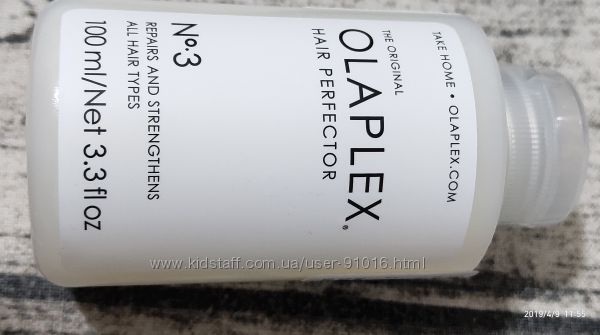 TAKE HOME • OLAPLEX.COM
THE ORIGINAL
OLAPLEX®
HAIR PERFECTOR
Nº.3
REPAIRS AND STRENGTHENS
ALL HAIR TYPES
100 ml/Net 3.3 fl oz
www.kidstaff.com.ua/user-91016.html
2019/4/9 11:55